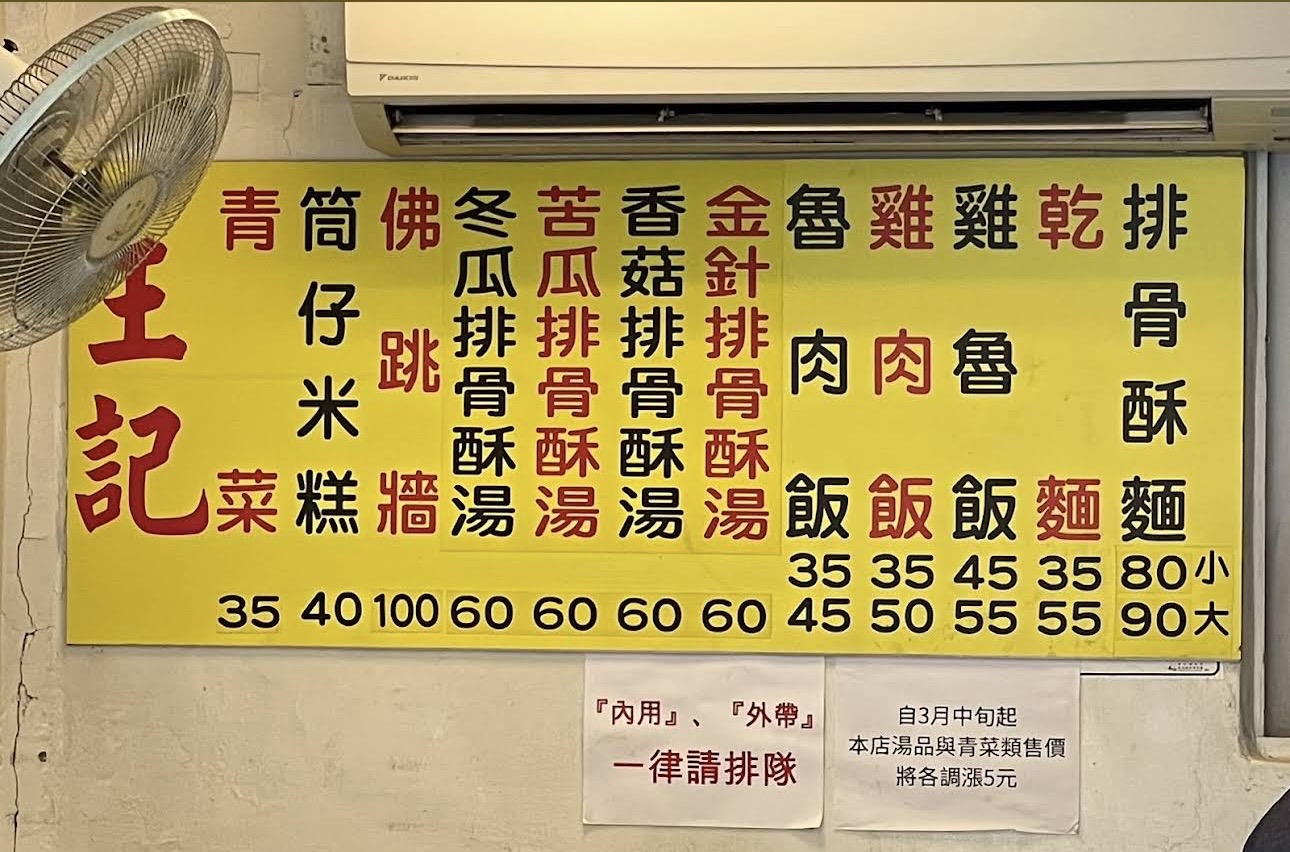 DAIKIN
排骨酥麵 80小 90大
乾麵 35 55
雞魯飯 45 55
雞肉飯 35 50
魯肉飯 35 45
金針排骨酥湯 60
香菇排骨酥湯 60
苦瓜排骨酥湯 60
冬瓜排骨酥湯 60
佛跳牆 100
筒仔米糕 40
青菜 35
王記
『內用』、『外帶』
一律請排隊
自3月中旬起
本店湯品與青菜類售價
將各調漲5元